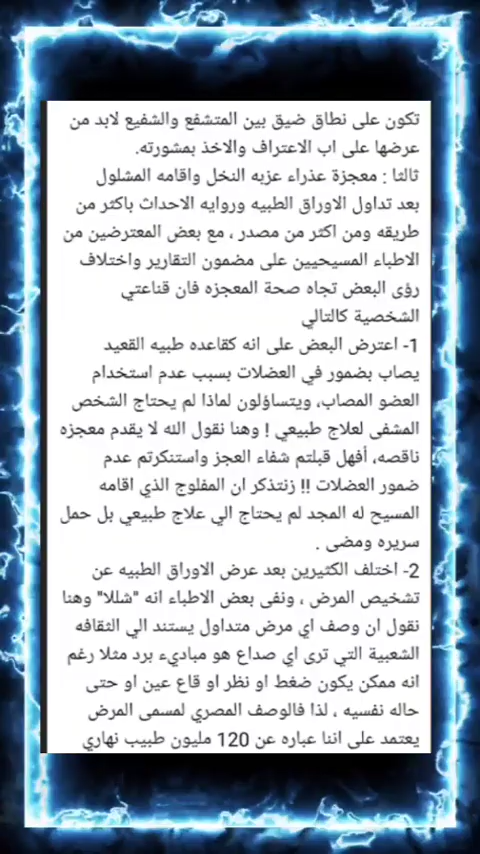 تكون على نطاق ضيق بين المتشفع والشفيع لابد من
عرضها على اب الاعتراف والاخذ بمشورته.
ثالثا : معجزة عذراء عزبه النخل واقامه المشلول
بعد تداول الاوراق الطبيه وروايه الاحداث باكثر من
طريقه ومن اكثر من مصدر ، مع بعض المعترضين من
الاطباء المسيحيين على مضمون التقارير واختلاف
رؤى البعض تجاه صحة المعجزه فان قناعتي
الشخصية كالتالي
1- اعترض البعض على انه كقاعده طبيه القعيد
يصاب بضمور في العضلات بسبب عدم استخدام
العضو المصاب، ويتساؤلون لماذا لم يحتاج الشخص
المشفى لعلاج طبيعي ! وهنا نقول الله لا يقدم معجزه
ناقصه، أفهل قبلتم شفاء العجز واستنكرتم عدم
ضمور العضلات !! زنتذكر ان المفلوج الذي اقامه
المسيح له المجد لم يحتاج الي علاج طبيعي بل حمل
سريره ومضى .
2- اختلف الكثيرين بعد عرض الاوراق الطبيه عن
تشخيص المرض ، ونفى بعض الاطباء انه "شللا" وهنا
نقول ان وصف اي مرض متداول يستند الي الثقافه
الشعبية التي ترى اي صداع هو مباديء برد مثلا رغم
انه ممكن يكون ضغط او نظر او قاع عين او حتى
حاله نفسيه ، لذا فالوصف المصري لمسمى المرض
يعتمد على اننا عباره عن 120 مليون طبيب نهاري